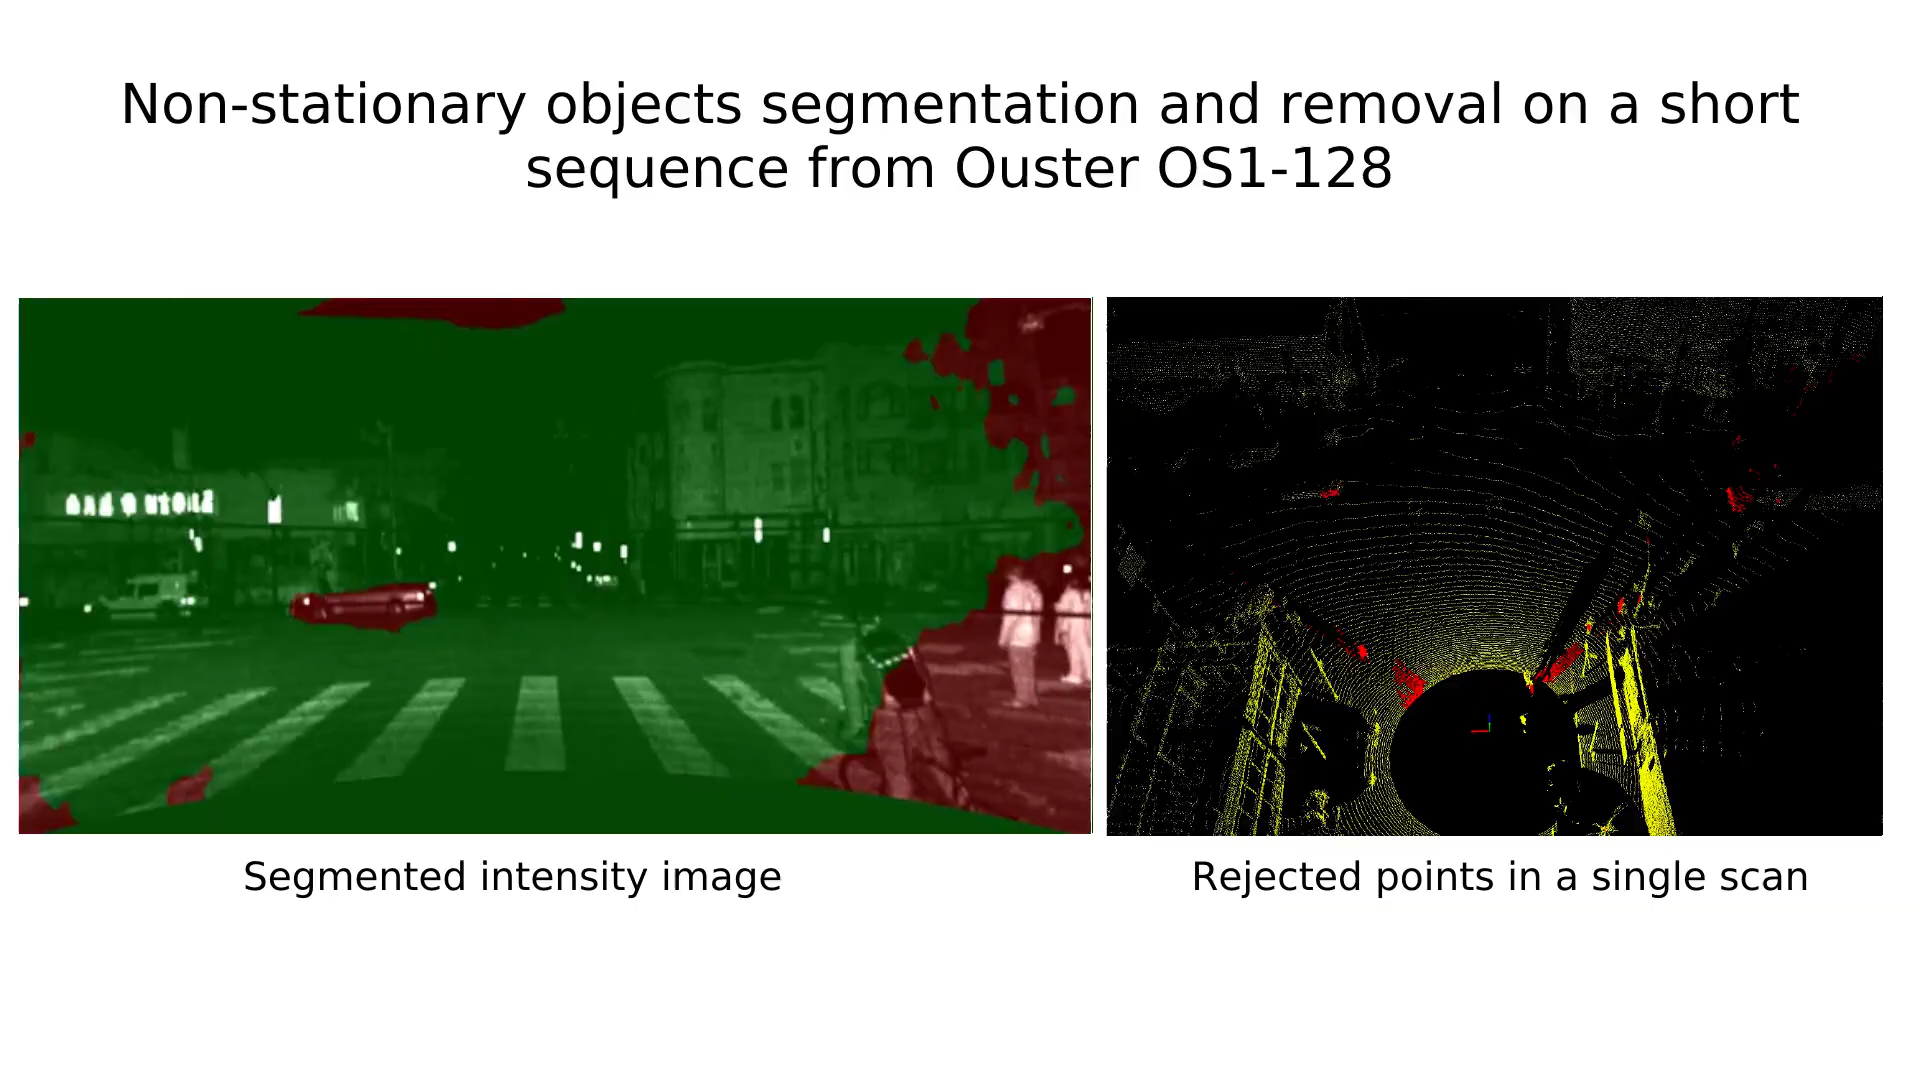 Non-stationary objects segmentation and removal on a short
sequence from Ouster OS1-128
Segmented intensity image
Rejected points in a single scan